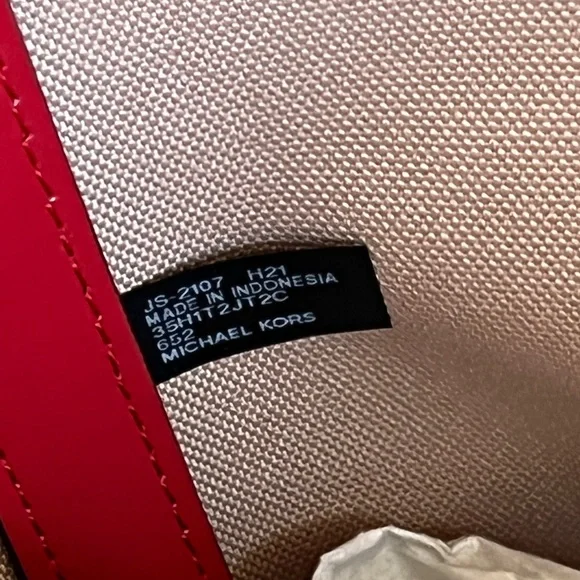 JS-2107 H21
MADE IN INDONESIA
35H1T2JT2C
652
MICHAEL KORS